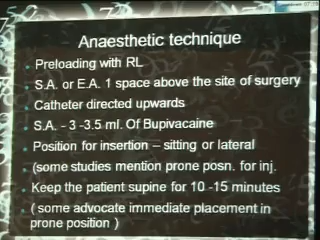 Anaesthetic technique
Preloading with RL
S.A. or E.A. 1 space above the site of surgery
Catheter directed upwards
S.A. - 3 -3.5 ml. Of Bupivacaine
Position for insertion – sitting or lateral
(some studies mention prone posn. for inj.
Keep the patient supine for 10 -15 minutes
( some advocate immediate placement in
prone position )